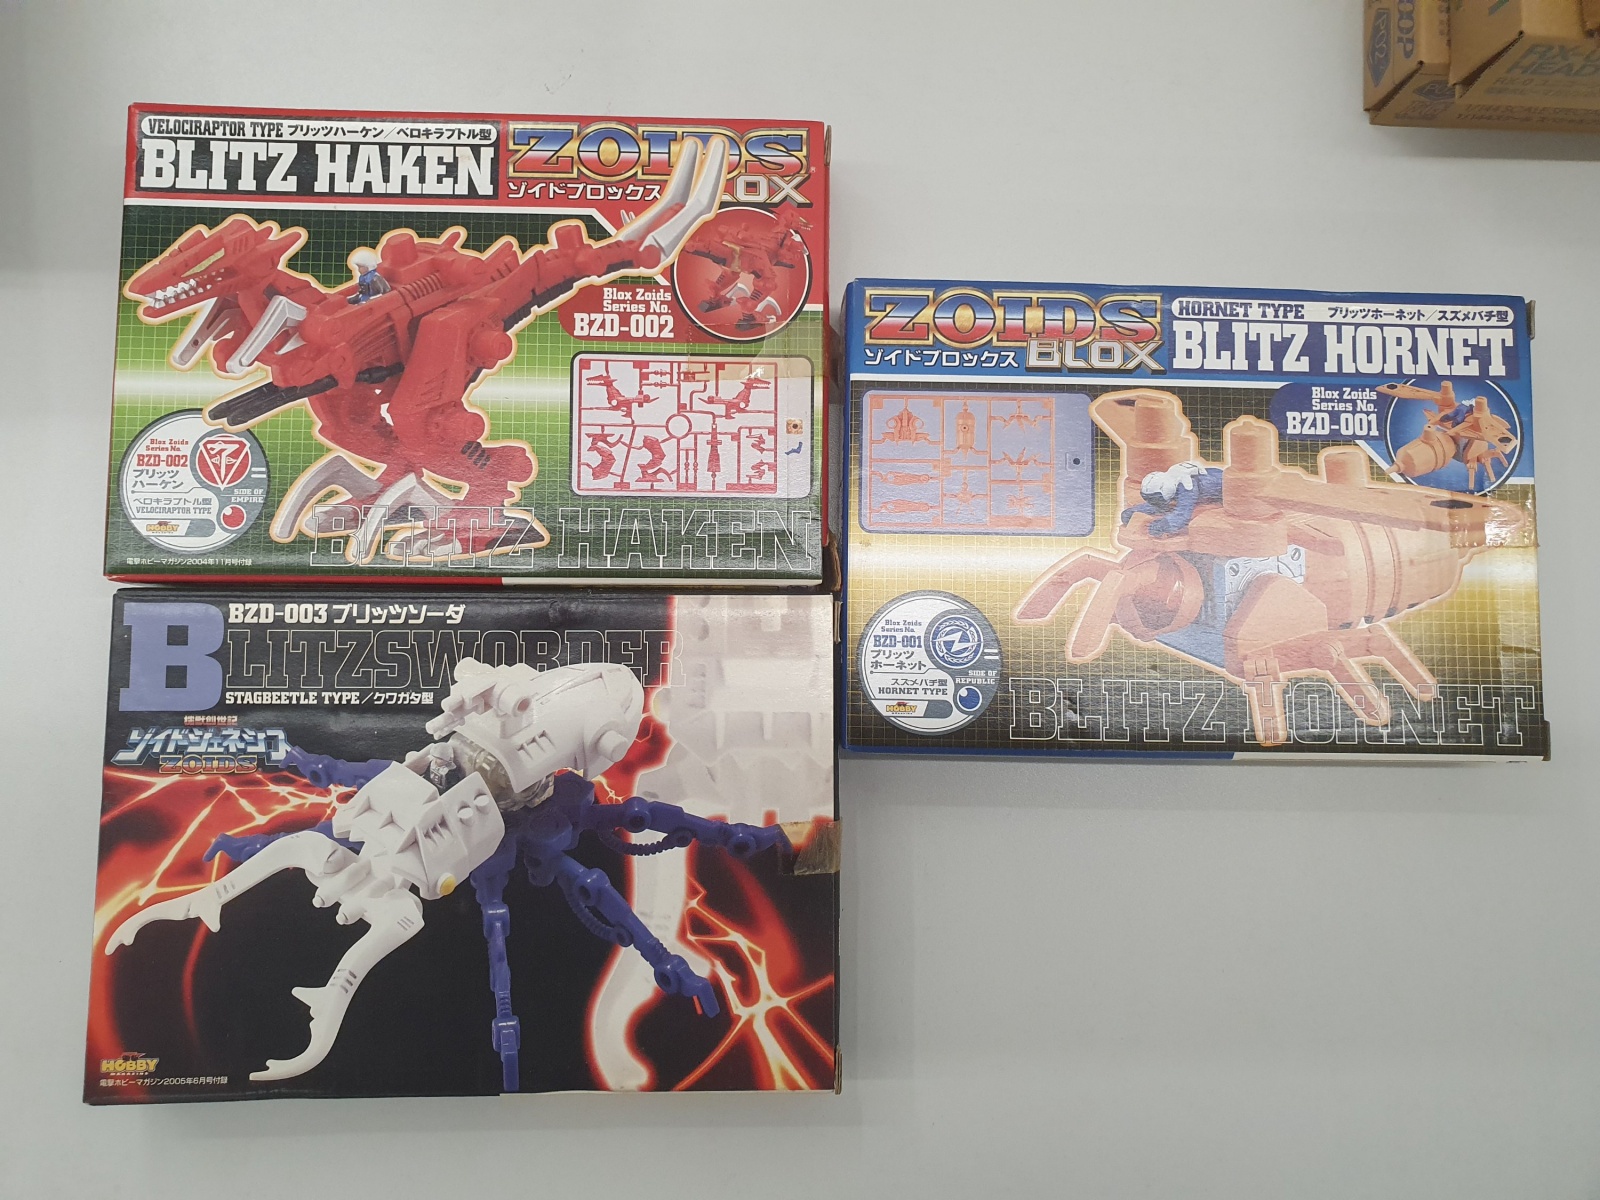 VELOCIRAPTOR TYPE ブリッツハーケン/ベロキラプトル型
BLITZ HAKEN
ZOIDS
BLOX
ゾイドブロックス
Blox Zoids
Series No.
BZD-002
Blox Zoids
Series No.
BZD-002
ブリッツ
ハーケン
SIDE OF
EMPIRE
ベロキラプトル型
VELOCIRAPTOR TYPE
HOBBY
BLITZ HAKEN
電撃ホビーマガジン2004年11月号付録
ZOIDS
BLOX
ゾイドブロックス
HORNET TYPE ブリッツホーネット/スズメバチ型
BLITZ HORNET
Blox Zoids
Series No.
BZD-001
Blox Zoids
Series No.
BZD-001
ブリッツ
ホーネット
SIDE OF
REPUBLIC
スズメバチ型
HORNET TYPE
HOBBY
BLITZ HORNET
BZD-003 ブリッツソーダ
BLITZSWORDER
STAGBEETLE TYPE/クワガタ型
機獣創世記
ゾイドジェネシス
ZOIDS
HOBBY
MAGAZINE
電撃ホビーマガジン2005年6月号付録
HEAD